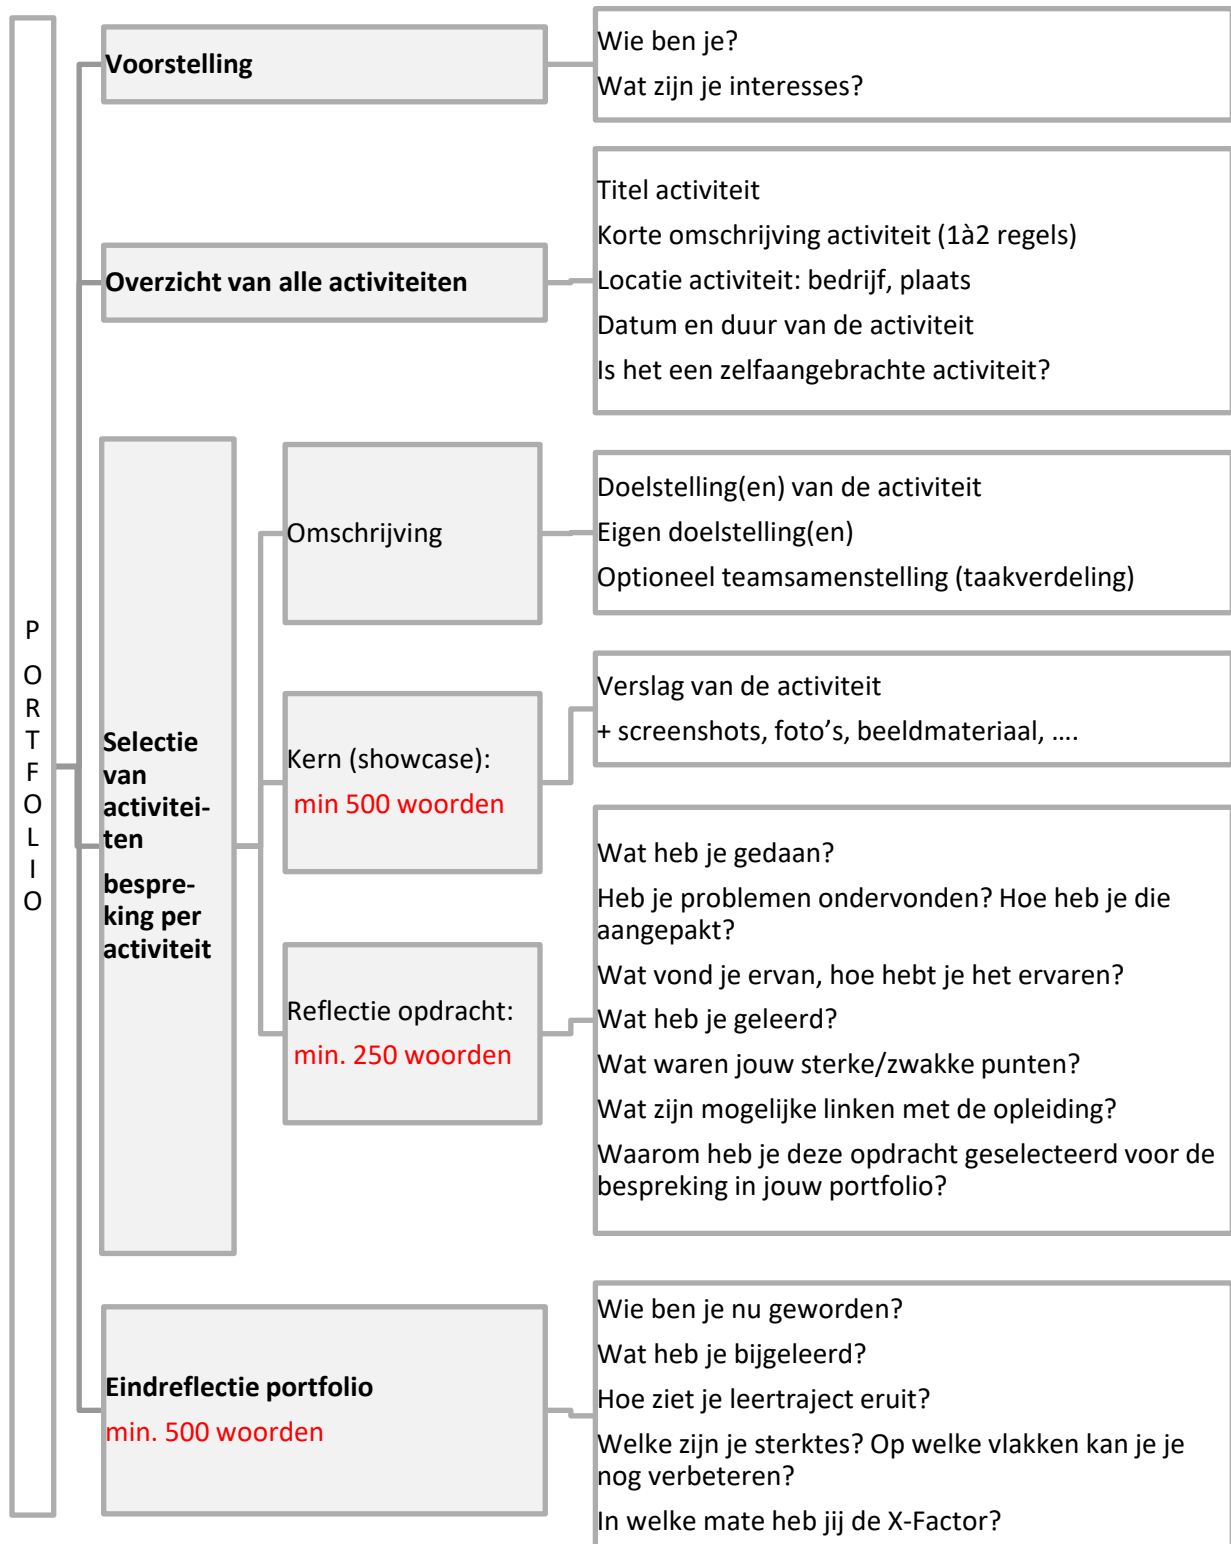 PORTFOLIO
Voorstelling
Wie ben je?
Wat zijn je interesses?
Overzicht van alle activiteiten
Titel activiteit
Korte omschrijving activiteit (1à2 regels)
Locatie activiteit: bedrijf, plaats
Datum en duur van de activiteit
Is het een zelfaangebrachte activiteit?
Selectie
van
activitei-
ten
bespre-
king per
activiteit
Omschrijving
Doelstelling(en) van de activiteit
Eigen doelstelling(en)
Optioneel teamsamenstelling (taakverdeling)
Kern (showcase):
min 500 woorden
Verslag van de activiteit
+ screenshots, foto's, beeldmateriaal, ....
Reflectie opdracht:
min. 250 woorden
Wat heb je gedaan?
Heb je problemen ondervonden? Hoe heb je die
aangepakt?
Wat vond je ervan, hoe hebt je het ervaren?
Wat heb je geleerd?
Wat waren jouw sterke/zwakke punten?
Wat zijn mogelijke linken met de opleiding?
Waarom heb je deze opdracht geselecteerd voor de
bespreking in jouw portfolio?
Eindreflectie portfolio
min. 500 woorden
Wie ben je nu geworden?
Wat heb je bijgeleerd?
Hoe ziet je leertraject eruit?
Welke zijn je sterktes? Op welke vlakken kan je je
nog verbeteren?
In welke mate heb jij de X-Factor?